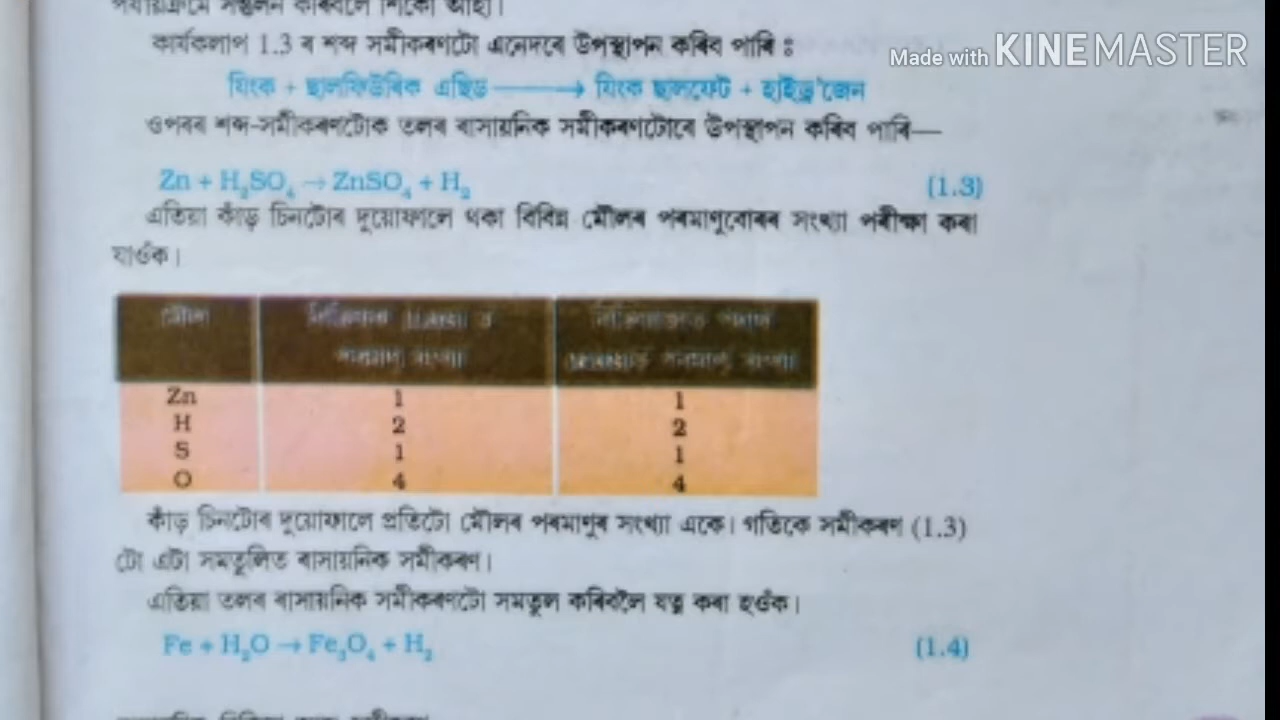 Made with KINEMASTER
কাৰ্যকলাপ 1.3 ৰ শব্দ সমীকৰণটো এনেদৰে উপস্থাপন কৰিব পাৰি :
যিংক + ছালফিউৰিক এছিড ⟶ যিংক ছালফেট + হাইড্ৰ'জেন
ওপৰৰ শব্দ-সমীকৰণটোক তলৰ ৰাসায়নিক সমীকৰণটোৰে উপস্থাপন কৰিব পাৰি—
Zn + H₂SO₄ → ZnSO₄ + H₂ (1.3)
এতিয়া কাঁড় চিনটোৰ দুয়োফালে থকা বিবিন্ন মৌলৰ পৰমাণুবোৰৰ সংখ্যা পৰীক্ষা কৰা
যাওঁক।
মৌল
পৰমাণু সংখ্যা পৰমাণু সংখ্যা
Zn 1 1
H 2 2
S 1 1
O 4 4
কাঁড় চিনটোৰ দুয়োফালে প্ৰতিটো মৌলৰ পৰমাণুৰ সংখ্যা একে। গতিকে সমীকৰণ (1.3)
টো এটা সমতুলিত ৰাসায়নিক সমীকৰণ।
এতিয়া তলৰ ৰাসায়নিক সমীকৰণটো সমতুল কৰিবলৈ যত্ন কৰা হওঁক।
Fe + H₂O → Fe₃O₄ + H₂ (1.4)